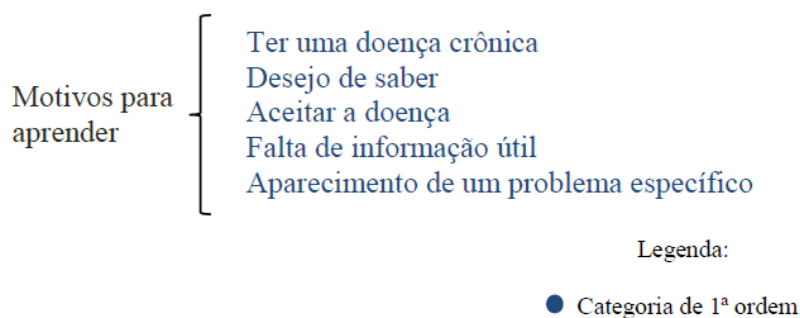 Motivos para
aprender
Ter uma doença crônica
Desejo de saber
Aceitar a doença
Falta de informação útil
Aparecimento de um problema específico
Legenda:
Categoria de 1ª ordem